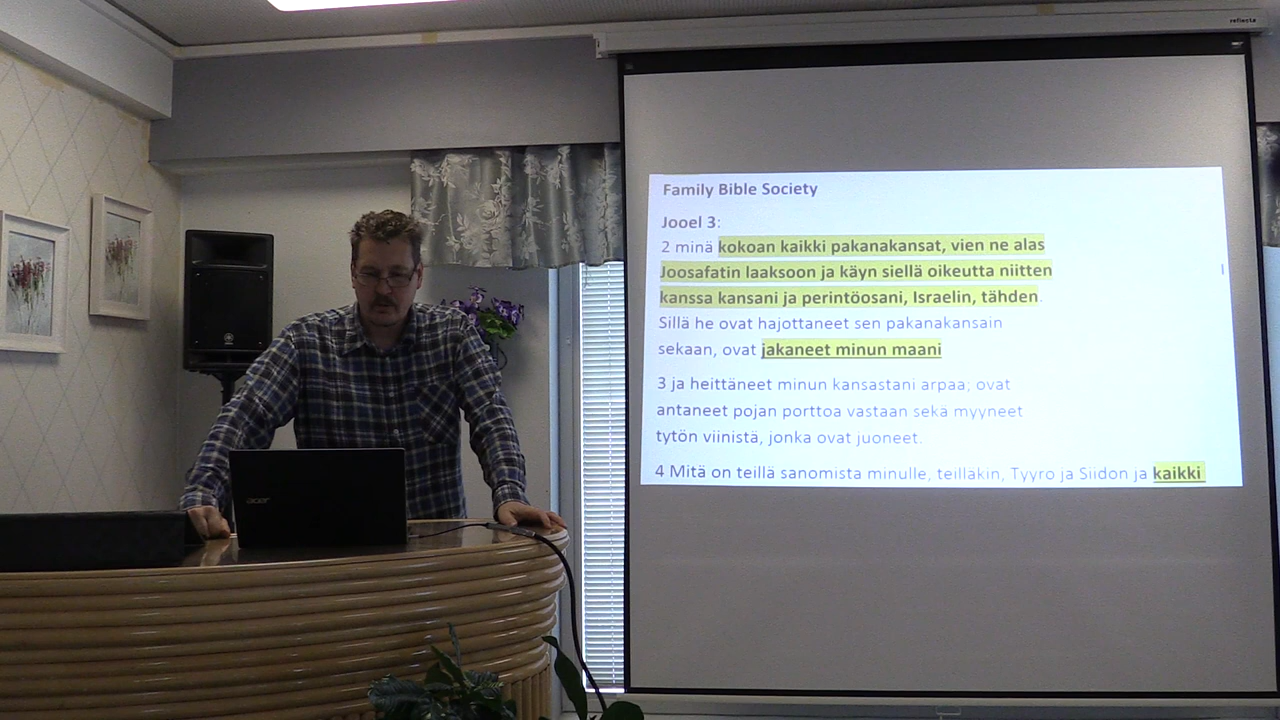 reflecta
Family Bible Society
Jooel 3:
2 minä kokoan kaikki pakanakansat, vien ne alas
Joosafatin laaksoon ja käyn siellä oikeutta niitten
kanssa kansani ja perintöosani, Israelin, tähden.
Sillä he ovat hajottaneet sen pakanakansain
sekaan, ovat jakaneet minun maani
3 ja heittäneet minun kansastani arpaa; ovat
antaneet pojan porttoa vastaan sekä myyneet
tytön viinistä, jonka ovat juoneet.
4 Mitä on teillä sanomista minulle, teilläkin, Tyyro ja Siidon ja kaikki
acer